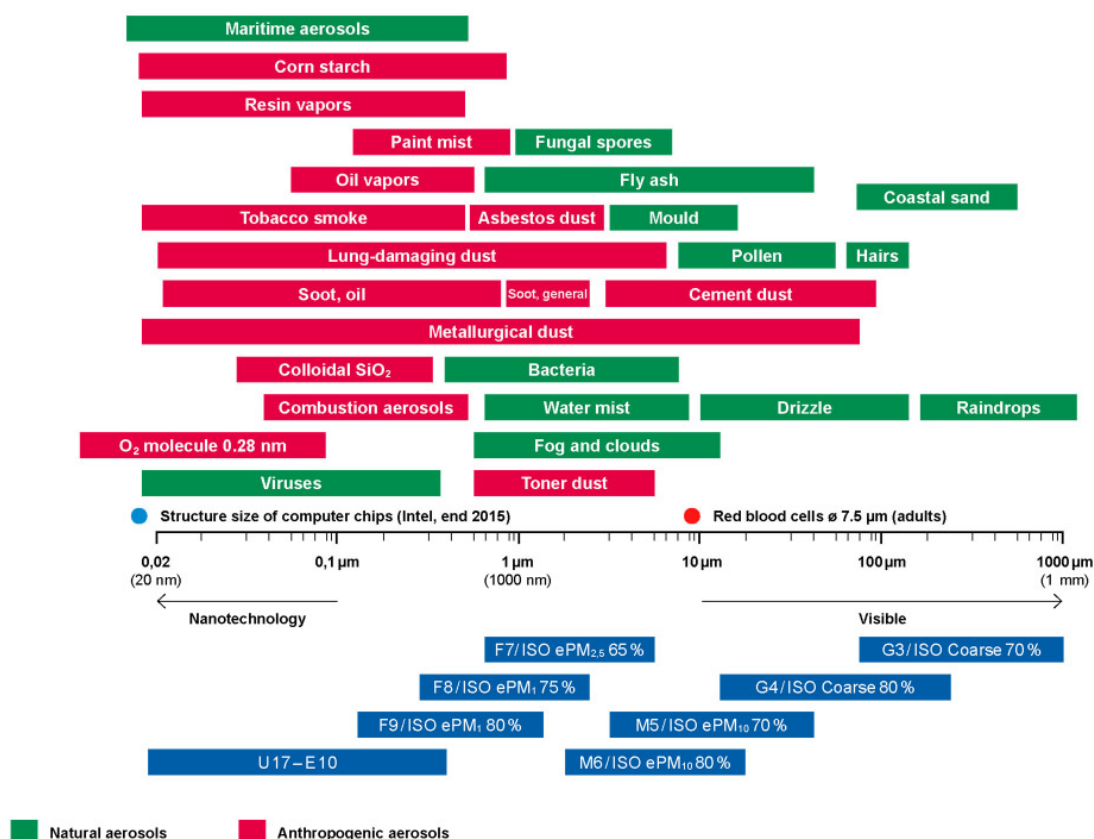 Maritime aerosols
Corn starch
Resin vapors
Paint mist
Fungal spores
Oil vapors
Fly ash
Coastal sand
Tobacco smoke
Asbestos dust
Mould
Lung-damaging dust
Pollen
Hairs
Soot, oil
Soot, general
Cement dust
Metallurgical dust
Colloidal SiO₂
Bacteria
Combustion aerosols
Water mist
Drizzle
Raindrops
O₂ molecule 0.28 nm
Fog and clouds
Viruses
Toner dust
Structure size of computer chips (Intel, end 2015)
Red blood cells ø 7.5 µm (adults)
0,02
(20 nm)
0,1 µm
1 µm
(1000 nm)
10 µm
100 µm
1000 µm
(1 mm)
Nanotechnology
Visible
F7/ISO ePM₂,₅ 65 %
G3/ISO Coarse 70 %
F8/ISO ePM₁ 75 %
G4/ISO Coarse 80 %
F9/ISO ePM₁ 80 %
M5/ISO ePM₁₀ 70 %
U17–E10
M6/ISO ePM₁₀ 80 %
Natural aerosols
Anthropogenic aerosols